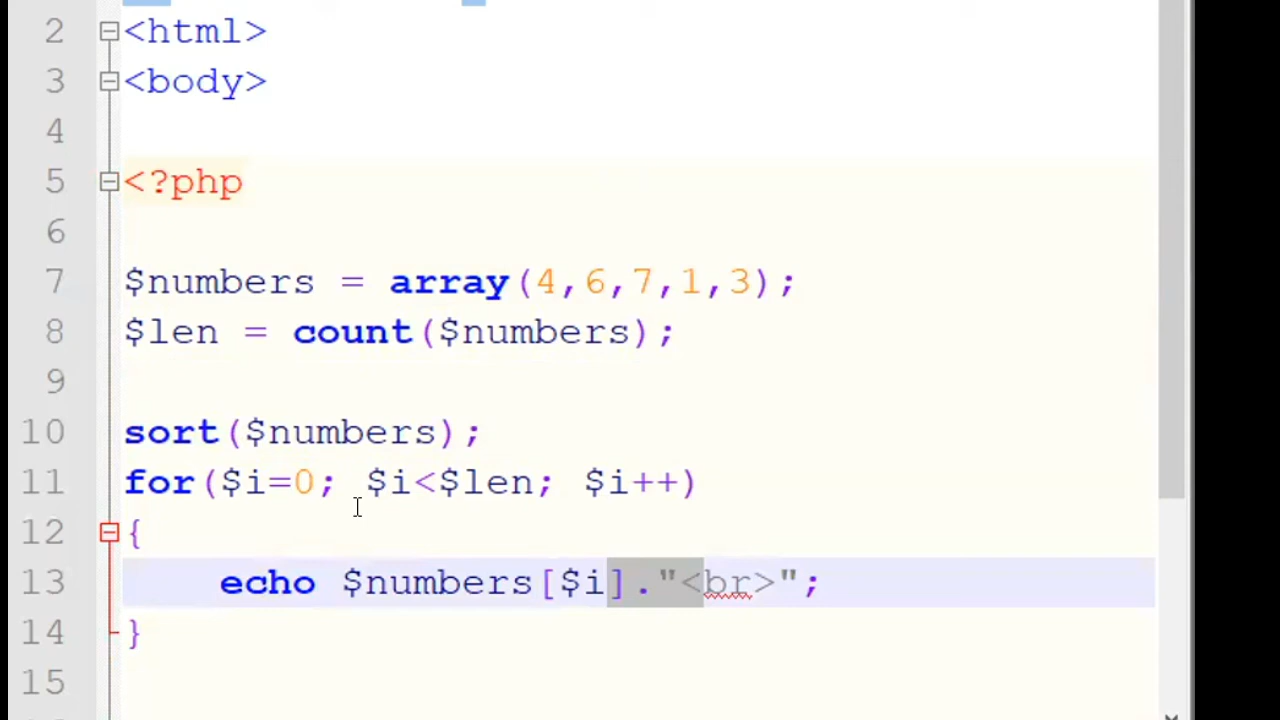 2 <html>
3 <body>
4
5 <?php
6
7 $numbers = array(4,6,7,1,3);
8 $len = count($numbers);
9
10 sort($numbers);
11 for($i=0; $i<$len; $i++)
12 {
13 echo $numbers[$i]."<br>";
14 }
15